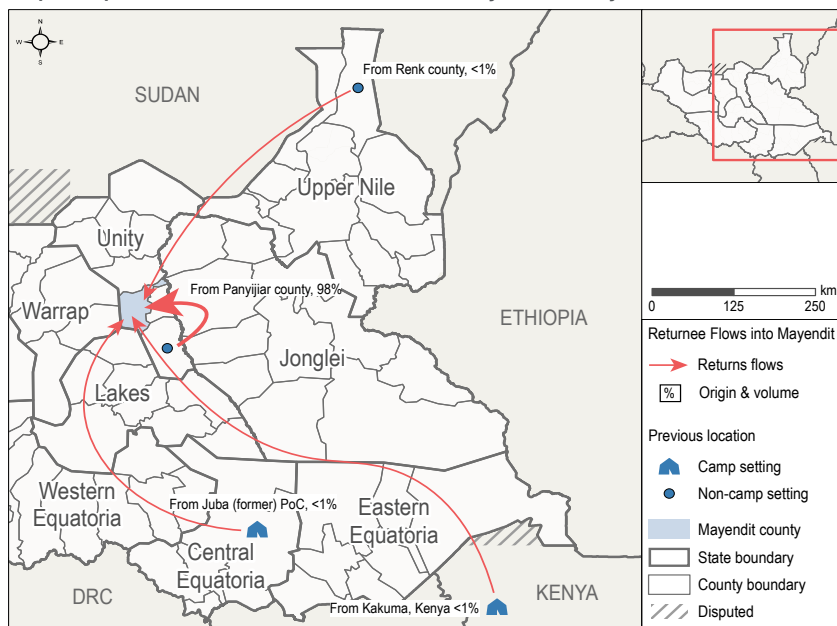 N
W E
S
From Renk county, <1%
SUDAN
Upper Nile
Unity
From Panyijiar county, 98%
Warrap
ETHIOPIA
Jonglei
Lakes
Western
Equatoria
From Juba (former) PoC, <1%
Eastern
Equatoria
Central
Equatoria
DRC
From Kakuma, Kenya <1%
KENYA
km
0 125 250
Returnee Flows into Mayendit
Returns flows
% Origin & volume
Previous location
Camp setting
Non-camp setting
Mayendit county
State boundary
County boundary
Disputed